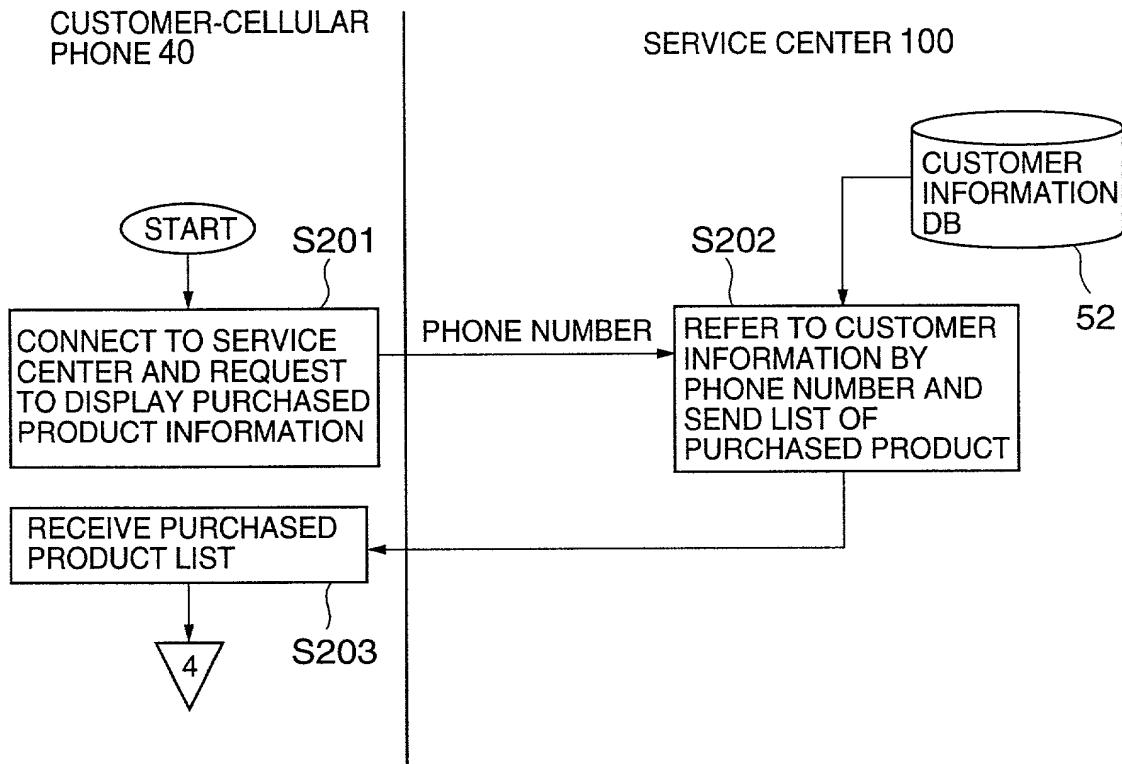 CUSTOMER-CELLULAR
PHONE 40
SERVICE CENTER 100
CUSTOMER
INFORMATION
DB
52
START
S201
CONNECT TO SERVICE
CENTER AND REQUEST
TO DISPLAY PURCHASED
PRODUCT INFORMATION
PHONE NUMBER
S202
REFER TO CUSTOMER
INFORMATION BY
PHONE NUMBER AND
SEND LIST OF
PURCHASED PRODUCT
RECEIVE PURCHASED
PRODUCT LIST
S203
4